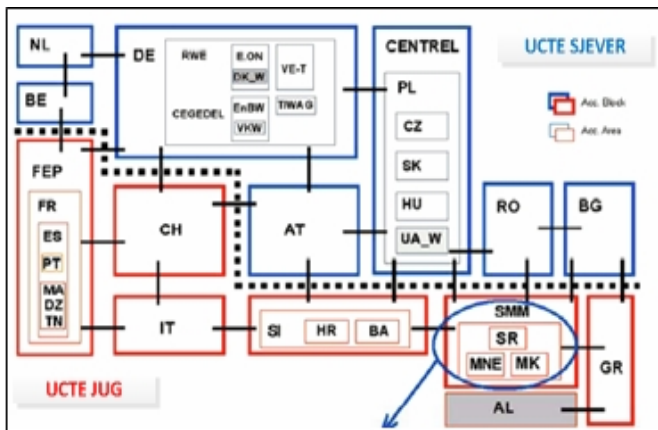 NL
DE
RWE
E.ON
DK_W
VE-T
CEGEDEL
EnBW
VKW
TIWAG
CENTREL
PL
CZ
SK
HU
UA_W
UCTE SJEVER
Acc. Block
Acc. Area
BE
FEP
FR
ES
PT
MA
DZ
TN
CH
AT
RO
BG
IT
SI
HR
BA
SMM
SR
MNE
MK
GR
AL
UCTE JUG